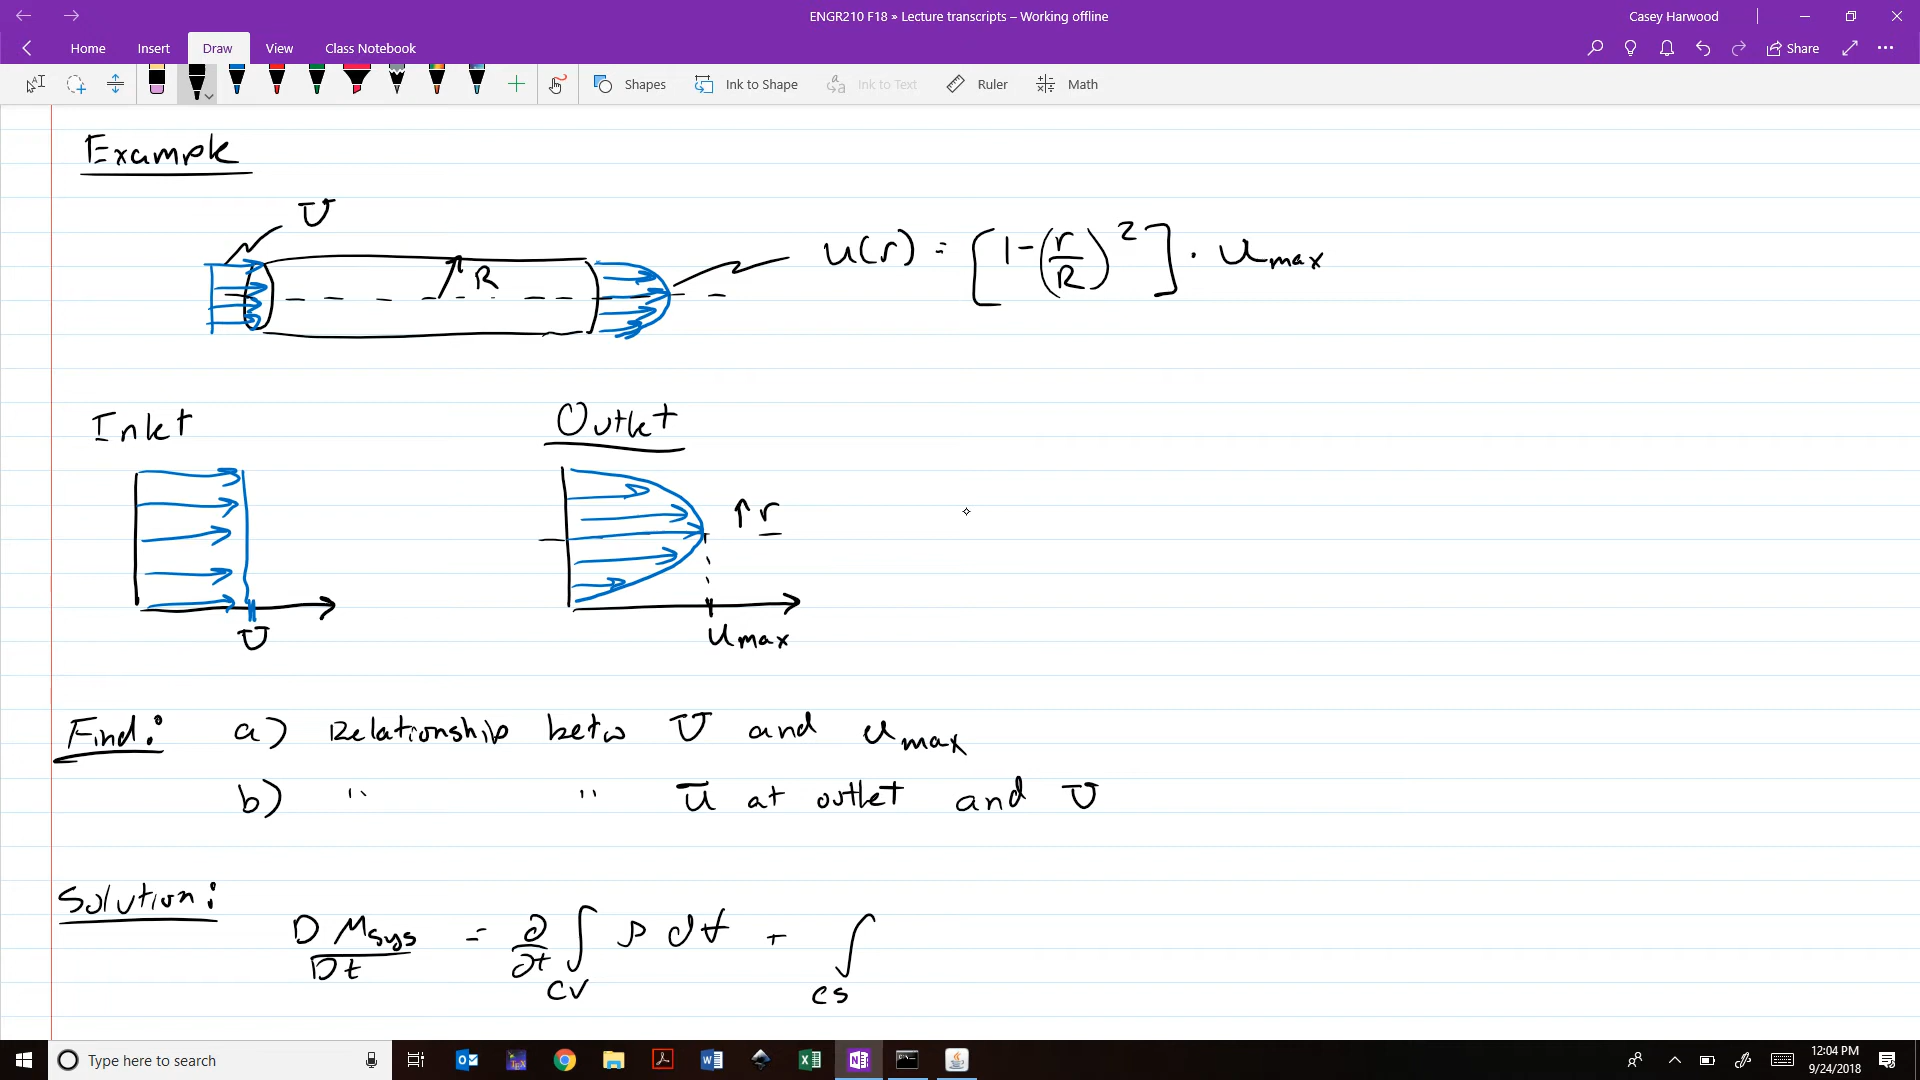 ENGR210 F18 » Lecture transcripts – Working offline
Casey Harwood
Home Insert Draw View Class Notebook
Share
Shapes Ink to Shape Ink to Text Ruler Math
Example
U
R
u(r) = [1-(r/R)²] · umax
Inlet
Outlet
↑ r
U
umax
Find: a) Relationship betw U and umax
b) " " ū at outlet and U
Solution:
D Msys/Dt = ∂/∂t ∫CV ρ dV̶ + ∫CS
Type here to search
12:04 PM
9/24/2018